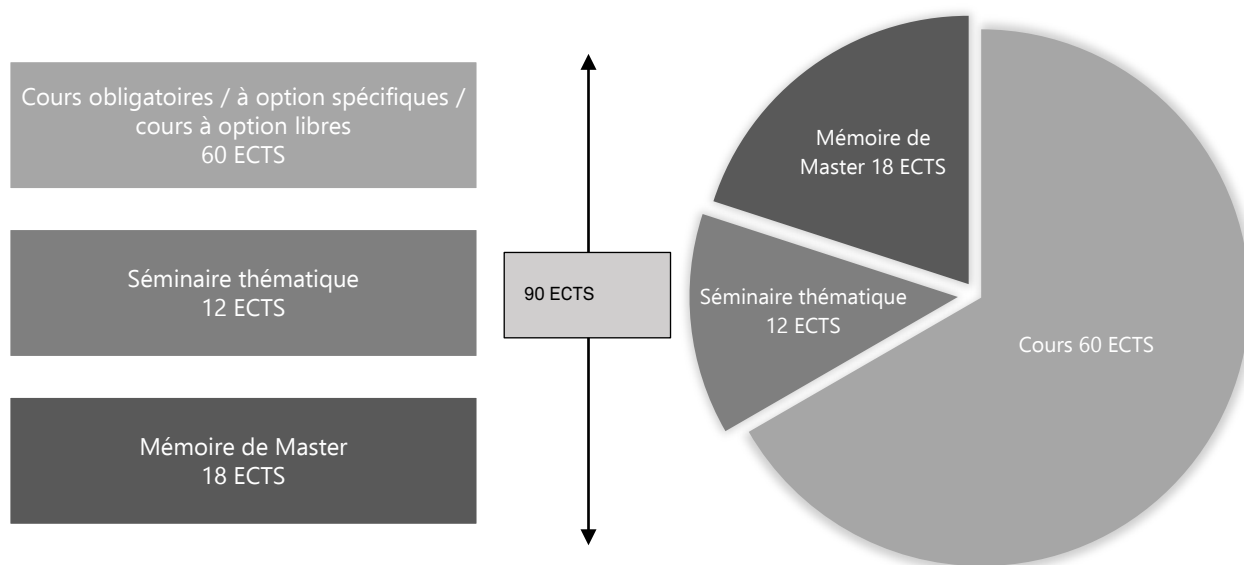 Cours obligatoires / à option spécifiques /
cours à option libres
60 ECTS
Séminaire thématique
12 ECTS
Mémoire de Master
18 ECTS
90 ECTS
Mémoire de
Master 18 ECTS
Séminaire thématique
12 ECTS
Cours 60 ECTS